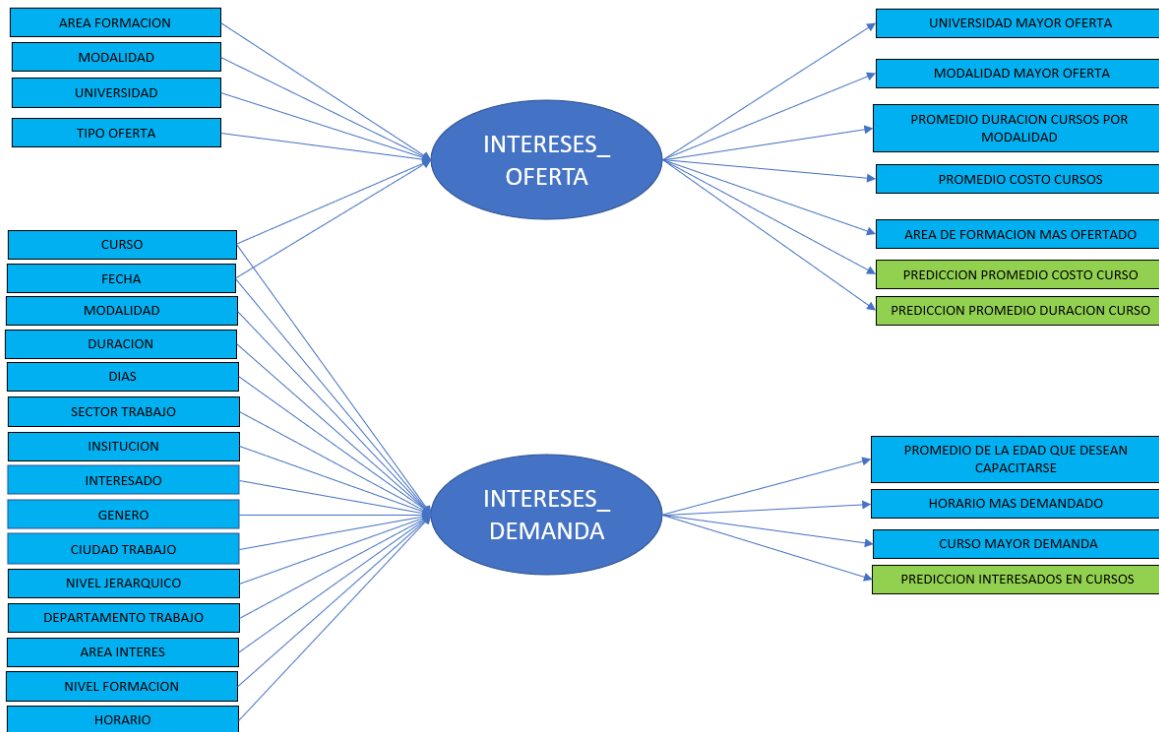 AREA FORMACION
MODALIDAD
UNIVERSIDAD
TIPO OFERTA
CURSO
FECHA
MODALIDAD
DURACION
DIAS
SECTOR TRABAJO
INSITUCION
INTERESADO
GENERO
CIUDAD TRABAJO
NIVEL JERARQUICO
DEPARTAMENTO TRABAJO
AREA INTERES
NIVEL FORMACION
HORARIO
INTERESES_
OFERTA
INTERESES_
DEMANDA
UNIVERSIDAD MAYOR OFERTA
MODALIDAD MAYOR OFERTA
PROMEDIO DURACION CURSOS POR
MODALIDAD
PROMEDIO COSTO CURSOS
AREA DE FORMACION MAS OFERTADO
PREDICCION PROMEDIO COSTO CURSO
PREDICCION PROMEDIO DURACION CURSO
PROMEDIO DE LA EDAD QUE DESEAN
CAPACITARSE
HORARIO MAS DEMANDADO
CURSO MAYOR DEMANDA
PREDICCION INTERESADOS EN CURSOS